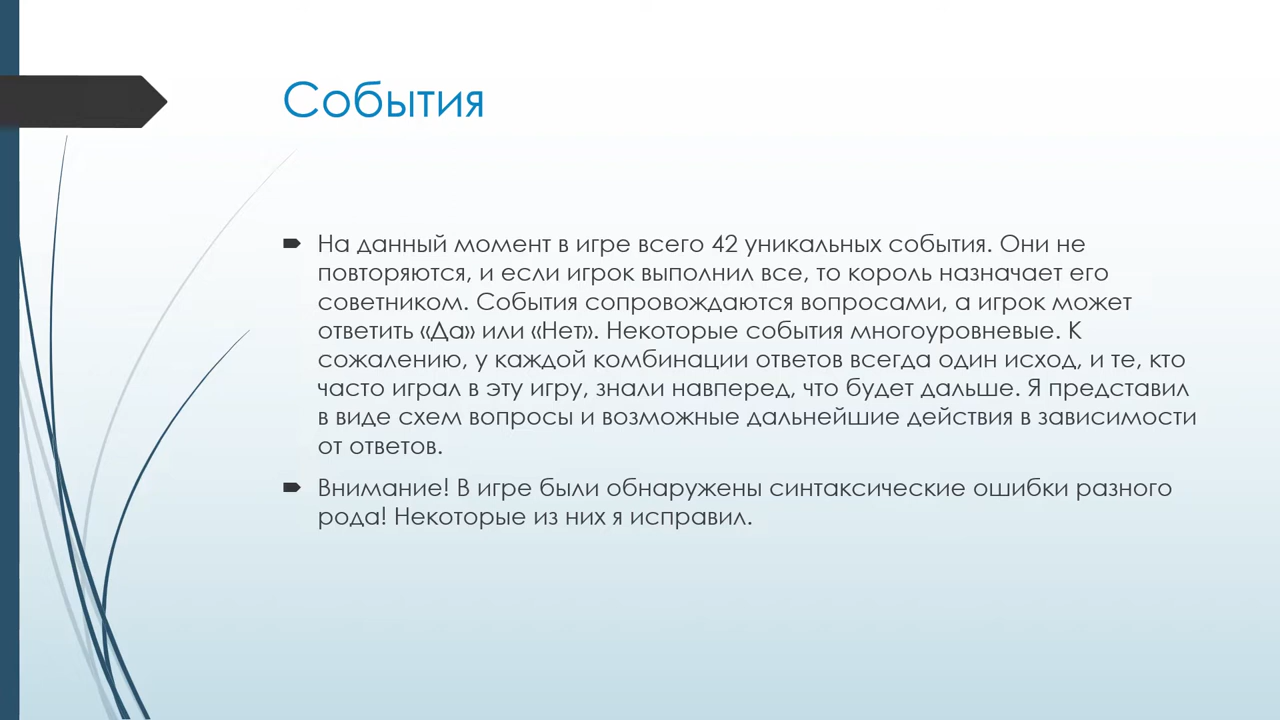 События
На данный момент в игре всего 42 уникальных события. Они не
повторяются, и если игрок выполнил все, то король назначает его
советником. События сопровождаются вопросами, а игрок может
ответить «Да» или «Нет». Некоторые события многоуровневые. К
сожалению, у каждой комбинации ответов всегда один исход, и те, кто
часто играл в эту игру, знали навперед, что будет дальше. Я представил
в виде схем вопросы и возможные дальнейшие действия в зависимости
от ответов.
Внимание! В игре были обнаружены синтаксические ошибки разного
рода! Некоторые из них я исправил.